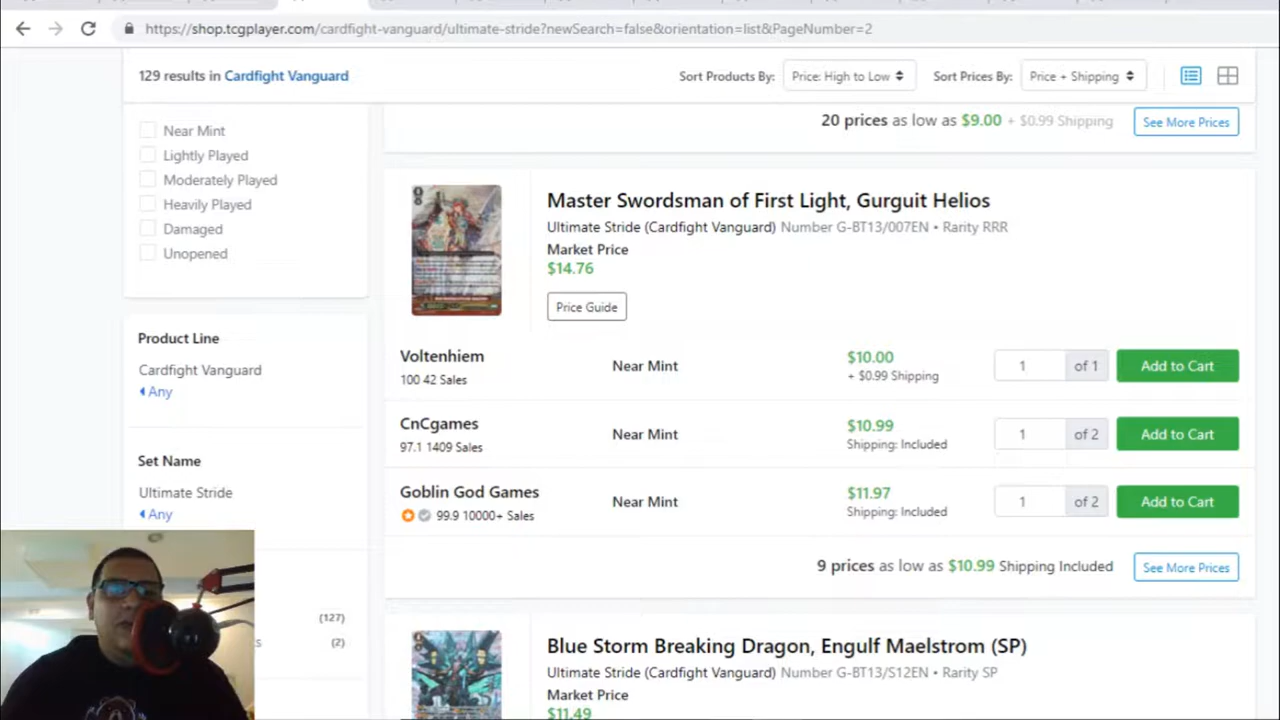 https://shop.tcgplayer.com/cardfight-vanguard/ultimate-stride?newSearch=false&orientation=list&PageNumber=2
129 results in Cardfight Vanguard
Sort Products By:
Price: High to Low
Sort Prices By:
Price + Shipping
Near Mint
Lightly Played
Moderately Played
Heavily Played
Damaged
Unopened
Product Line
Cardfight Vanguard
Any
Set Name
Ultimate Stride
Any
(127)
s (2)
20 prices as low as $9.00 + $0.99 Shipping
See More Prices
Master Swordsman of First Light, Gurguit Helios
Ultimate Stride (Cardfight Vanguard) Number G-BT13/007EN • Rarity RRR
Market Price
$14.76
Price Guide
Voltenhiem
100 42 Sales
Near Mint
$10.00
+ $0.99 Shipping
1 of 1
Add to Cart
CnCgames
97.1 1409 Sales
Near Mint
$10.99
Shipping: Included
1 of 2
Add to Cart
Goblin God Games
99.9 10000+ Sales
Near Mint
$11.97
Shipping: Included
1 of 2
Add to Cart
9 prices as low as $10.99 Shipping Included
See More Prices
Blue Storm Breaking Dragon, Engulf Maelstrom (SP)
Ultimate Stride (Cardfight Vanguard) Number G-BT13/S12EN • Rarity SP
Market Price
$11.49